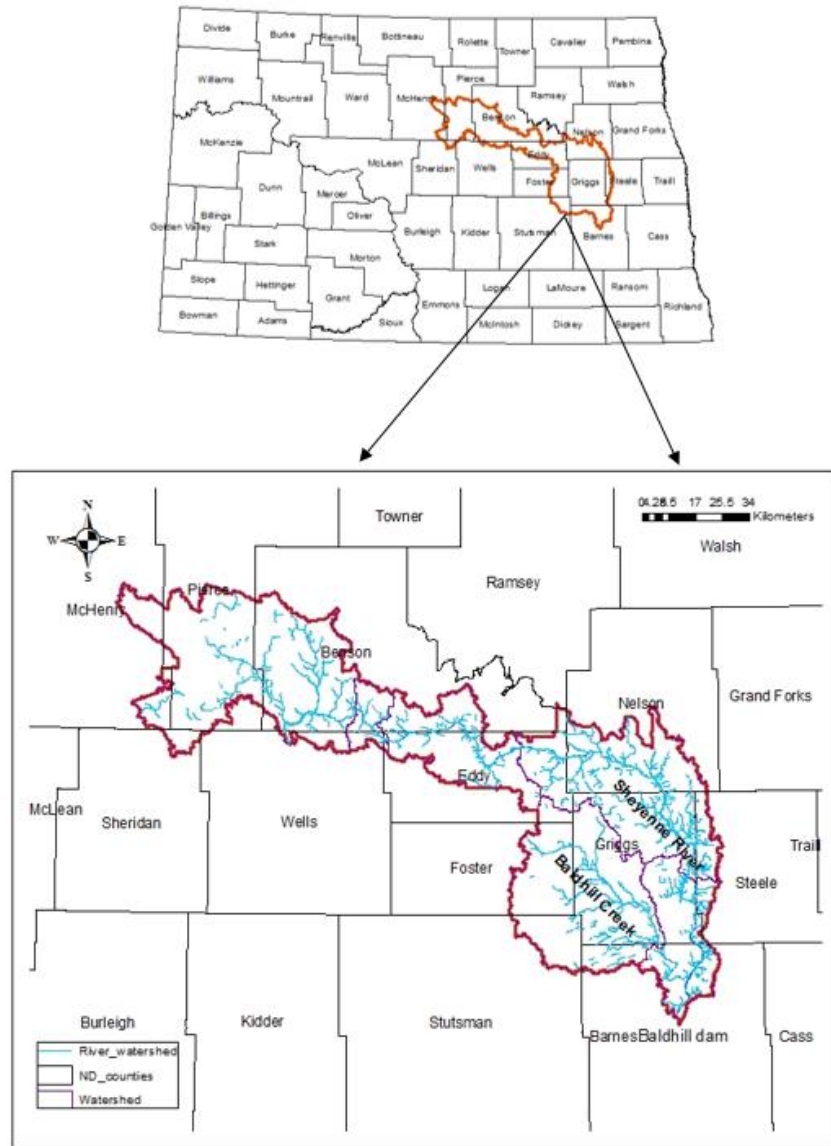 Divide
Burke
Renville
Bottineau
Rolette
Towner
Cavalier
Pembina
Williams
Mountrail
Ward
McHenry
Pierce
Ramsey
Walsh
Benson
Nelson
Grand Forks
McKenzie
McLean
Sheridan
Wells
Eddy
Foster
Griggs
Steele
Traill
Dunn
Mercer
Oliver
Golden Valley
Billings
Stark
Morton
Burleigh
Kidder
Stutsman
Barnes
Cass
Slope
Hettinger
Grant
Emmons
Logan
LaMoure
Ransom
Richland
Bowman
Adams
Sioux
McIntosh
Dickey
Sargent
N
W E
S
Towner
Kilometers
Walsh
Ramsey
Pierce
McHenry
Benson
Nelson
Grand Forks
Eddy
Sheyenne River
McLean
Sheridan
Wells
Griggs
Traill
Foster
Steele
Baldhill Creek
Burleigh
Kidder
Stutsman
Barnes
Baldhill dam
Cass
River_watershed
ND_counties
Watershed